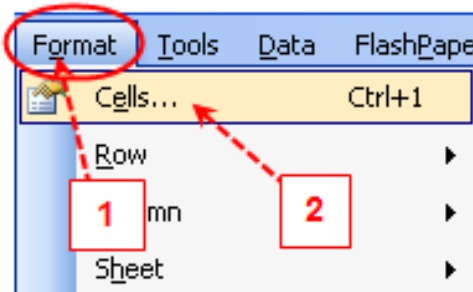 Format Tools Data FlashPape
Cells... Ctrl+1
Row
1 mn 2
Sheet